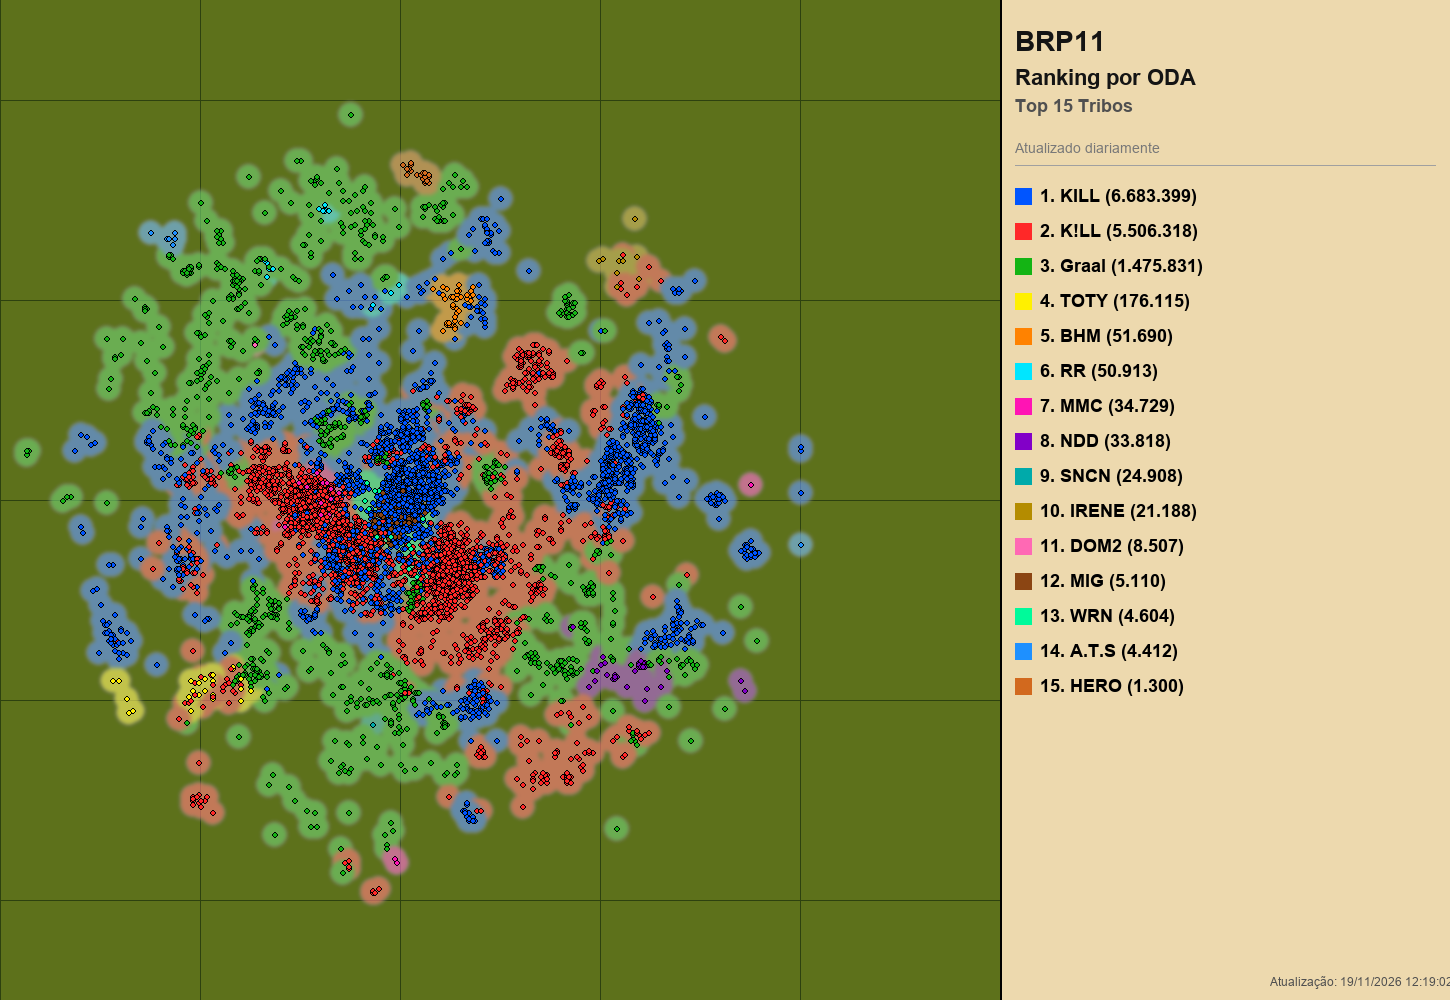 BRP11
Ranking por ODA
Top 15 Tribos
Atualizado diariamente
1. KILL (6.683.399)
2. K!LL (5.506.318)
3. Graal (1.475.831)
4. TOTY (176.115)
5. BHM (51.690)
6. RR (50.913)
7. MMC (34.729)
8. NDD (33.818)
9. SNCN (24.908)
10. IRENE (21.188)
11. DOM2 (8.507)
12. MIG (5.110)
13. WRN (4.604)
14. A.T.S (4.412)
15. HERO (1.300)
Atualização: 19/11/2026 12:19:02